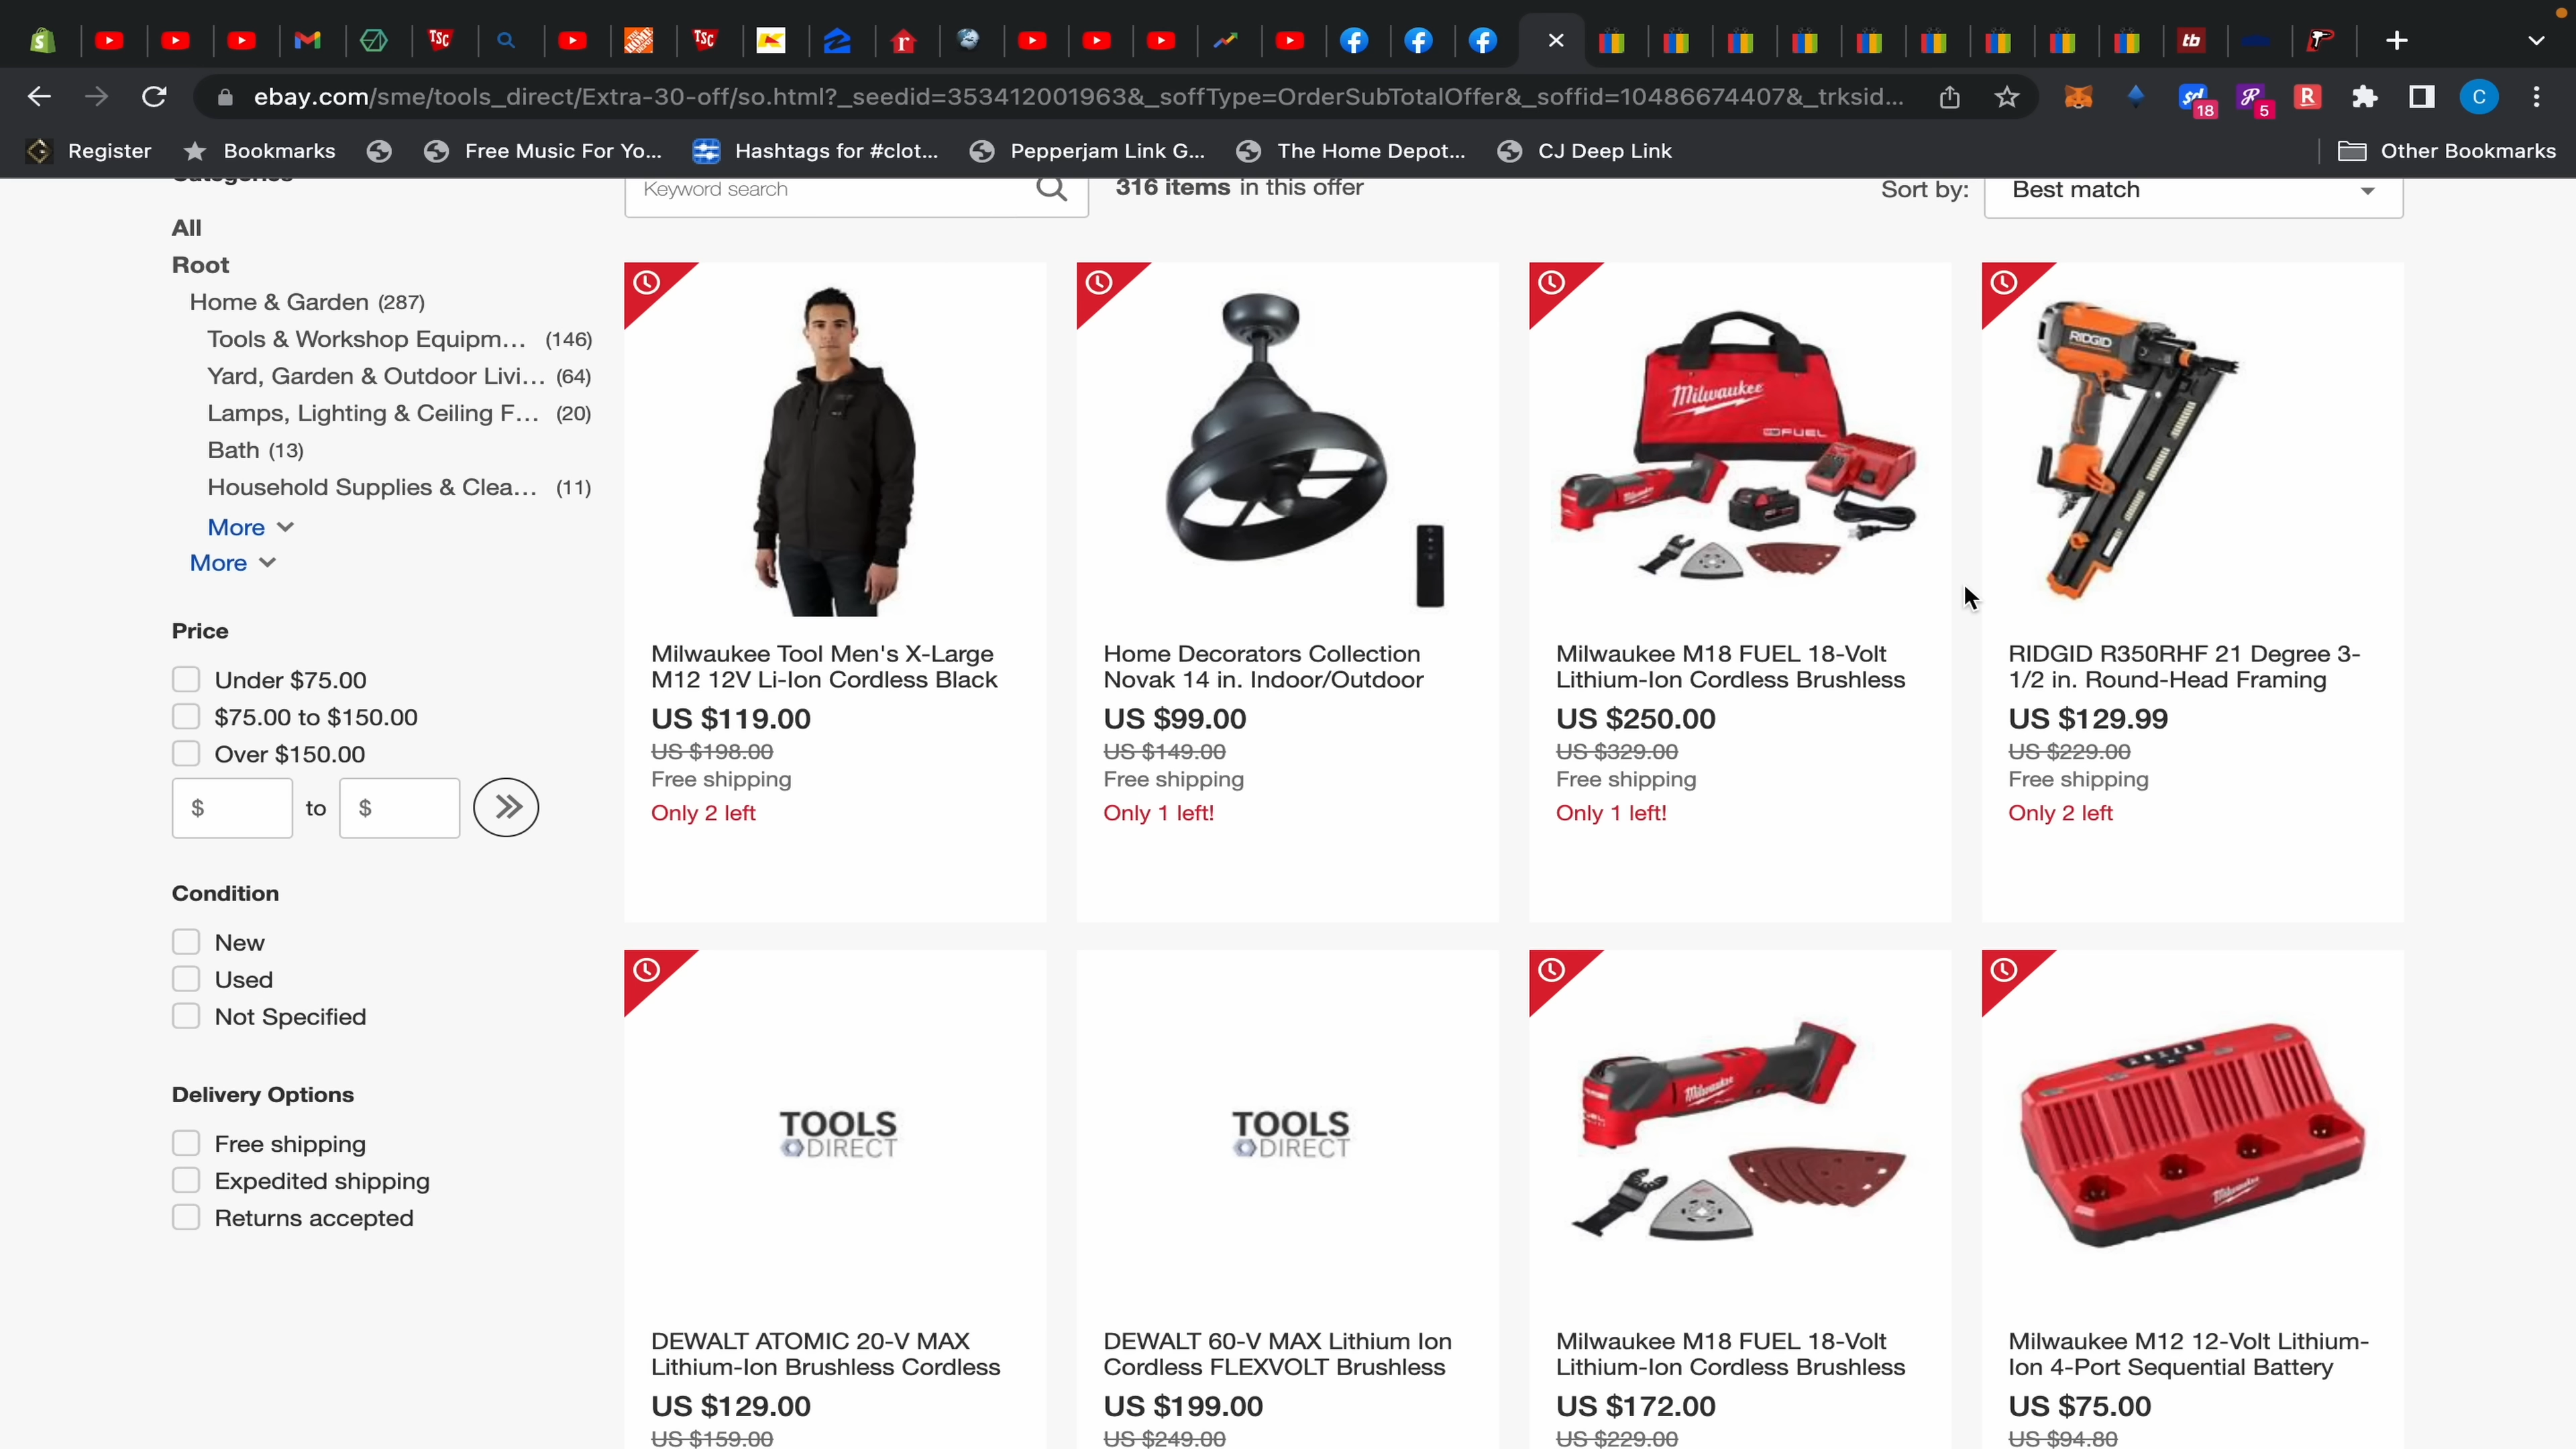 TSC
TSC
r
tb
ebay.com/sme/tools_direct/Extra-30-off/so.html?_seedid=353412001963&_soffType=OrderSubTotalOffer&_soffid=10486674407&_trksid...
18
5
R
C
Register
Bookmarks
Free Music For Yo...
Hashtags for #clot...
Pepperjam Link G...
The Home Depot...
CJ Deep Link
Other Bookmarks
Categories
Keyword search
316 items in this offer
Sort by:
Best match
All
Root
Home & Garden (287)
Tools & Workshop Equipm... (146)
Yard, Garden & Outdoor Livi... (64)
Lamps, Lighting & Ceiling F... (20)
Bath (13)
Household Supplies & Clea... (11)
More
More
Price
Under $75.00
$75.00 to $150.00
Over $150.00
$ to $
Condition
New
Used
Not Specified
Delivery Options
Free shipping
Expedited shipping
Returns accepted
Milwaukee Tool Men's X-Large
M12 12V Li-Ion Cordless Black
US $119.00
US $198.00
Free shipping
Only 2 left
Home Decorators Collection
Novak 14 in. Indoor/Outdoor
US $99.00
US $149.00
Free shipping
Only 1 left!
Milwaukee
FUEL
Milwaukee M18 FUEL 18-Volt
Lithium-Ion Cordless Brushless
US $250.00
US $329.00
Free shipping
Only 1 left!
RIDGID
RIDGID R350RHF 21 Degree 3-
1/2 in. Round-Head Framing
US $129.99
US $229.00
Free shipping
Only 2 left
TOOLS
DIRECT
DEWALT ATOMIC 20-V MAX
Lithium-Ion Brushless Cordless
US $129.00
US $159.00
TOOLS
DIRECT
DEWALT 60-V MAX Lithium Ion
Cordless FLEXVOLT Brushless
US $199.00
US $249.00
Milwaukee
Milwaukee M18 FUEL 18-Volt
Lithium-Ion Cordless Brushless
US $172.00
US $229.00
Milwaukee
Milwaukee M12 12-Volt Lithium-
Ion 4-Port Sequential Battery
US $75.00
US $94.80